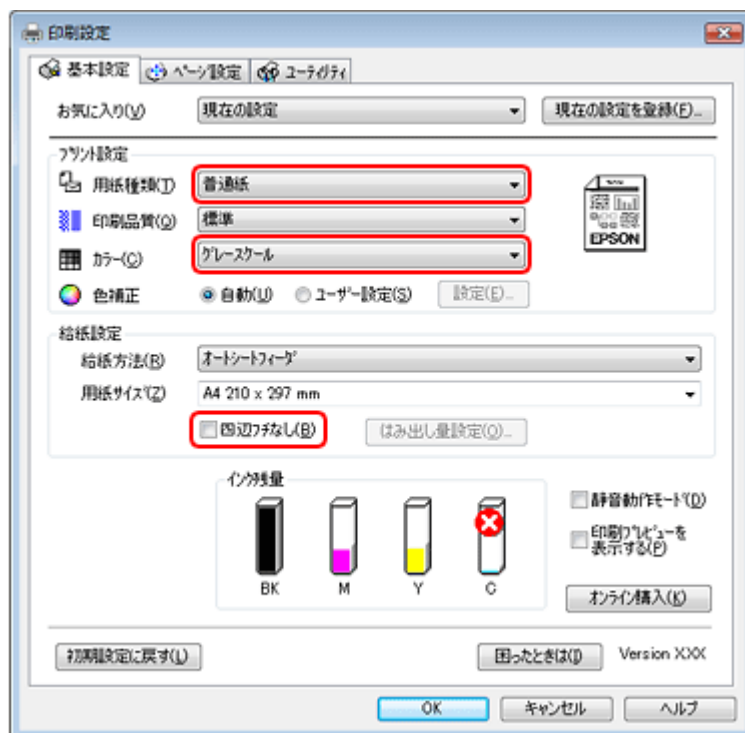 印刷設定
基本設定 ページ設定 ユーティリティ
お気に入り(V) 現在の設定 現在の設定を登録(F)...
プリント設定
用紙種類(T) 普通紙
印刷品質(Q) 標準
カラー(C) グレースケール
色補正 自動(U) ユーザー設定(S) 設定(E)...
EPSON
給紙設定
給紙方法(R) オートシートフィーダ
用紙サイズ(Z) A4 210 x 297 mm
四辺フチなし(B) はみ出し量設定(O)...
インク残量
BK M Y C
静音動作モード(D)
印刷プレビューを
表示する(P)
オンライン購入(K)
初期設定に戻す(L) 困ったときは(I) Version XXX
OK キャンセル ヘルプ